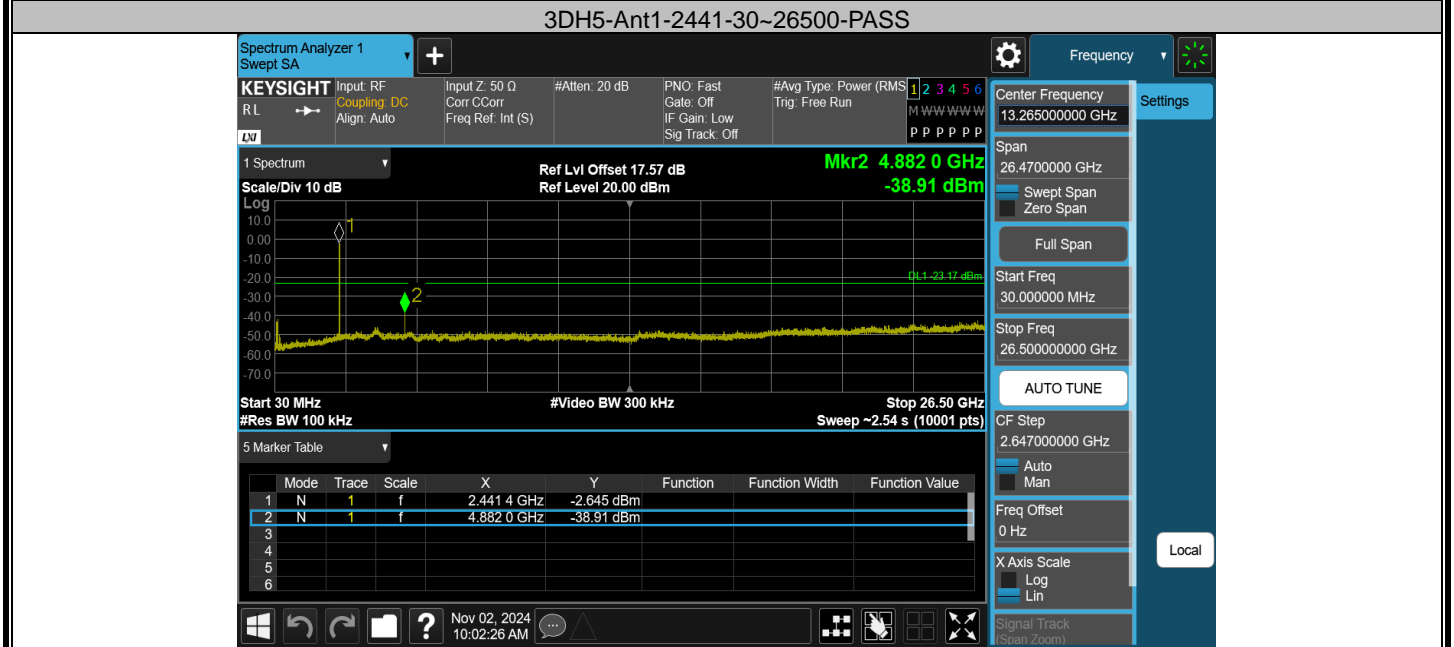 3DH5-Ant1-2441-30~26500-PASS
Spectrum Analyzer 1
Swept SA
+
Frequency
KEYSIGHT
RL
LXI
Input: RF
Coupling: DC
Align: Auto
Input Z: 50 Ω
Corr CCorr
Freq Ref: Int (S)
#Atten: 20 dB
PNO: Fast
Gate: Off
IF Gain: Low
Sig Track: Off
#Avg Type: Power (RMS
Trig: Free Run
1 2 3 4 5 6
M W W W W W
P P P P P P
1 Spectrum
Scale/Div 10 dB
Ref Lvl Offset 17.57 dB
Ref Level 20.00 dBm
Mkr2 4.882 0 GHz
-38.91 dBm
Log
10.0
0.00
-10.0
-20.0
-30.0
-40.0
-50.0
-60.0
-70.0
1
2
DL1 -23.17 dBm
Start 30 MHz
#Video BW 300 kHz
Stop 26.50 GHz
#Res BW 100 kHz
Sweep ~2.54 s (10001 pts)
5 Marker Table
Mode Trace Scale X Y Function Function Width Function Value
1 N 1 f 2.441 4 GHz -2.645 dBm
2 N 1 f 4.882 0 GHz -38.91 dBm
3
4
5
6
?
Nov 02, 2024
10:02:26 AM
Center Frequency
13.265000000 GHz
Settings
Span
26.4700000 GHz
Swept Span
Zero Span
Full Span
Start Freq
30.000000 MHz
Stop Freq
26.500000000 GHz
AUTO TUNE
CF Step
2.647000000 GHz
Auto
Man
Freq Offset
0 Hz
Local
X Axis Scale
Log
Lin
Signal Track
(Span Zoom)